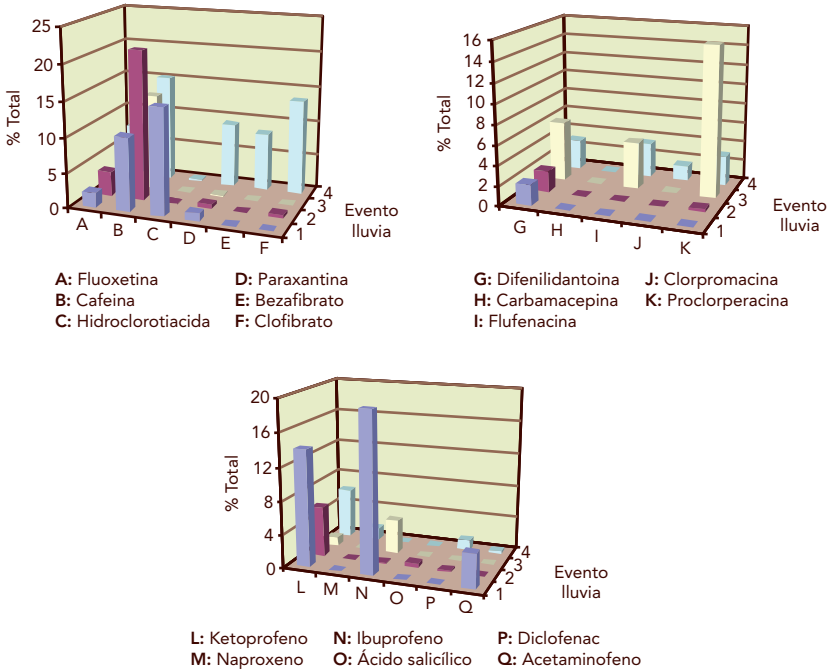 25
20
15
10
5
0
% Total
A
B
C
D
E
F
1
2
3
4
Evento
lluvia
A: Fluoxetina
B: Cafeina
C: Hidroclorotiacida
D: Paraxantina
E: Bezafibrato
F: Clofibrato
16
14
12
10
8
6
4
2
0
% Total
G
H
I
J
K
1
2
3
4
Evento
lluvia
G: Difenilidantoina
H: Carbamacepina
I: Flufenacina
J: Clorpromacina
K: Proclorperacina
20
16
12
8
4
0
% Total
L
M
N
O
P
Q
1
2
3
4
Evento
lluvia
L: Ketoprofeno
M: Naproxeno
N: Ibuprofeno
O: Ácido salicílico
P: Diclofenac
Q: Acetaminofeno